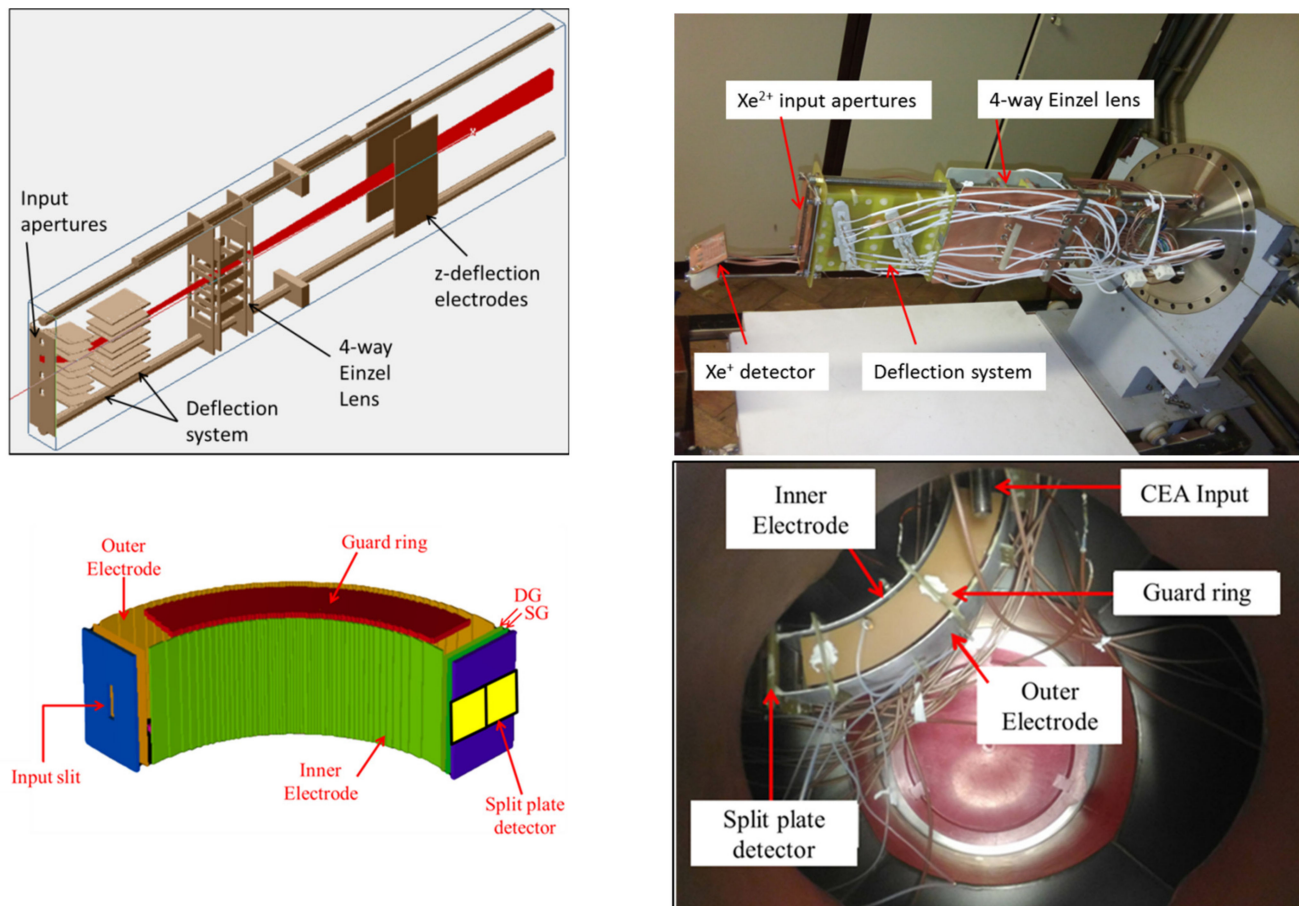 Input
apertures
z-deflection
electrodes
4-way
Einzel
Lens
Deflection
system
Xe²⁺ input apertures
4-way Einzel lens
Xe⁺ detector
Deflection system
Outer
Electrode
Guard ring
DG
SG
Input slit
Inner
Electrode
Split plate
detector
Inner
Electrode
CEA Input
Guard ring
Outer
Electrode
Split plate
detector